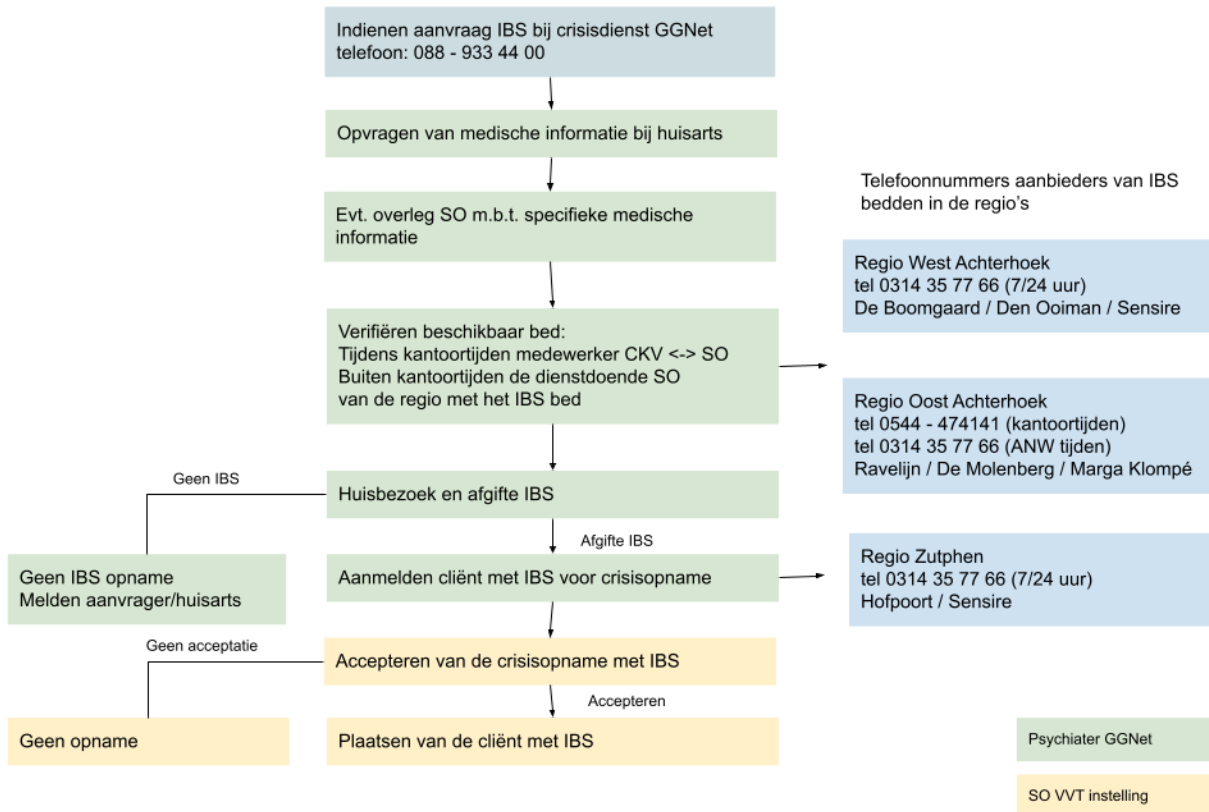 Indienen aanvraag IBS bij crisisdienst GGNet
telefoon: 088 - 933 44 00
Opvragen van medische informatie bij huisarts
Evt. overleg SO m.b.t. specifieke medische
informatie
Verifiëren beschikbaar bed:
Tijdens kantoortijden medewerker CKV <-> SO
Buiten kantoortijden de dienstdoende SO
van de regio met het IBS bed
Geen IBS
Huisbezoek en afgifte IBS
Afgifte IBS
Geen IBS opname
Melden aanvrager/huisarts
Aanmelden cliënt met IBS voor crisisopname
Geen acceptatie
Accepteren van de crisisopname met IBS
Accepteren
Geen opname
Plaatsen van de cliënt met IBS
Telefoonnummers aanbieders van IBS
bedden in de regio's
Regio West Achterhoek
tel 0314 35 77 66 (7/24 uur)
De Boomgaard / Den Ooiman / Sensire
Regio Oost Achterhoek
tel 0544 - 474141 (kantoortijden)
tel 0314 35 77 66 (ANW tijden)
Ravelijn / De Molenberg / Marga Klompé
Regio Zutphen
tel 0314 35 77 66 (7/24 uur)
Hofpoort / Sensire
Psychiater GGNet
SO VVT instelling